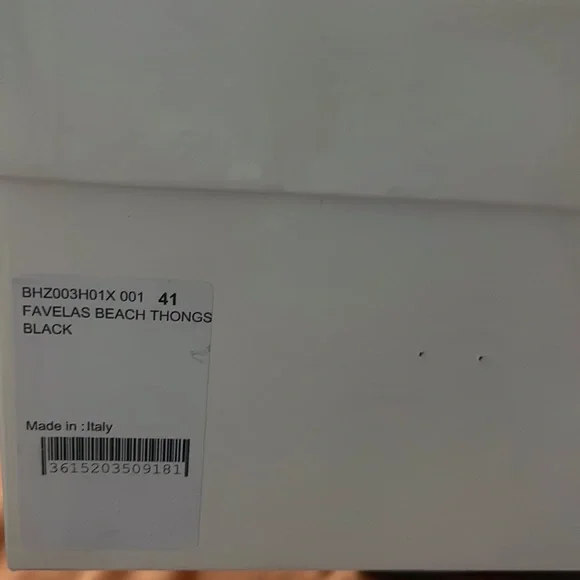 BHZ003H01X 001 41
FAVELAS BEACH THONGS
BLACK
Made in : Italy
3615203509181